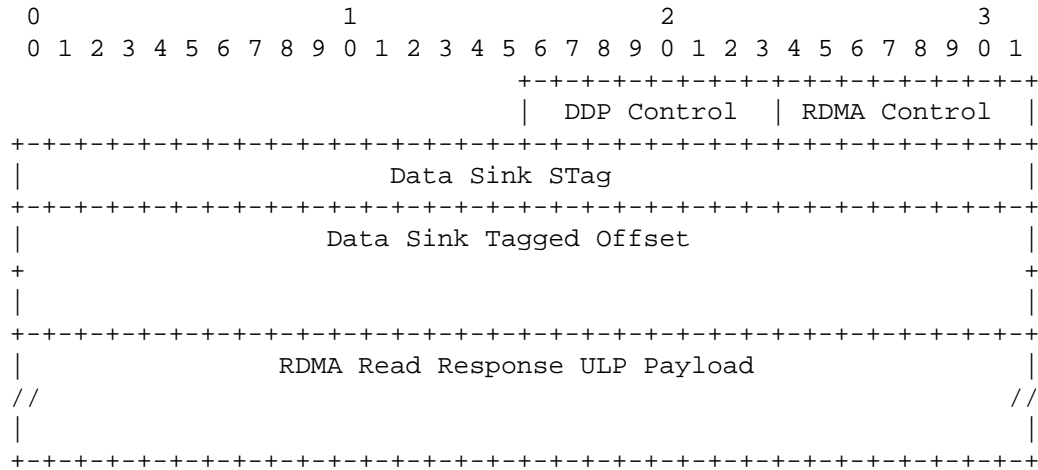 0                   1                   2                   3
 0 1 2 3 4 5 6 7 8 9 0 1 2 3 4 5 6 7 8 9 0 1 2 3 4 5 6 7 8 9 0 1
                                +-+-+-+-+-+-+-+-+-+-+-+-+-+-+-+-+
                                |  DDP Control  | RDMA Control  |
+-+-+-+-+-+-+-+-+-+-+-+-+-+-+-+-+-+-+-+-+-+-+-+-+-+-+-+-+-+-+-+-+
|                       Data Sink STag                          |
+-+-+-+-+-+-+-+-+-+-+-+-+-+-+-+-+-+-+-+-+-+-+-+-+-+-+-+-+-+-+-+-+
|                   Data Sink Tagged Offset                     |
+                                                               +
|                                                               |
+-+-+-+-+-+-+-+-+-+-+-+-+-+-+-+-+-+-+-+-+-+-+-+-+-+-+-+-+-+-+-+-+
|                RDMA Read Response ULP Payload                 |
//                                                             //
|                                                               |
+-+-+-+-+-+-+-+-+-+-+-+-+-+-+-+-+-+-+-+-+-+-+-+-+-+-+-+-+-+-+-+-+